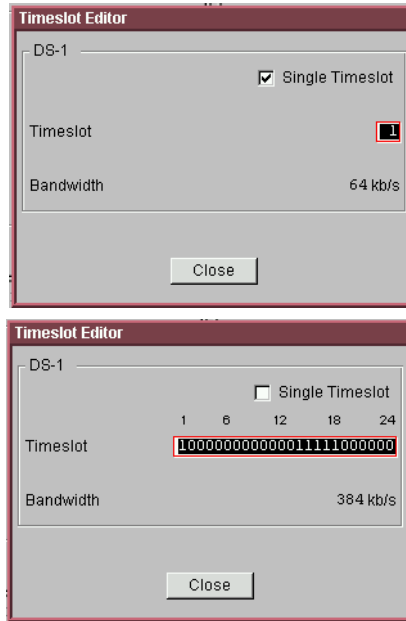 Timeslot Editor
DS-1
Single Timeslot
Timeslot 1
Bandwidth 64 kb/s
Close
Timeslot Editor
DS-1
Single Timeslot
1 6 12 18 24
Timeslot 100000000000011111000000
Bandwidth 384 kb/s
Close